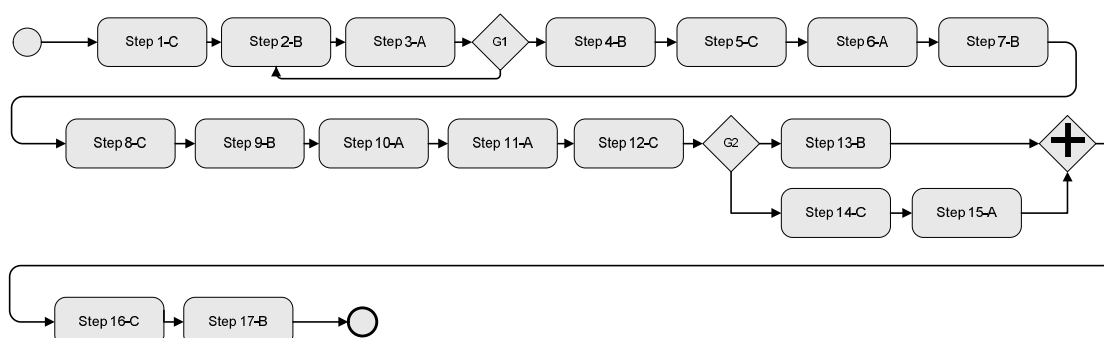 Step 1-C
Step 2-B
Step 3-A
G1
Step 4-B
Step 5-C
Step 6-A
Step 7-B
Step 8-C
Step 9-B
Step 10-A
Step 11-A
Step 12-C
G2
Step 13-B
Step 14-C
Step 15-A
Step 16-C
Step 17-B